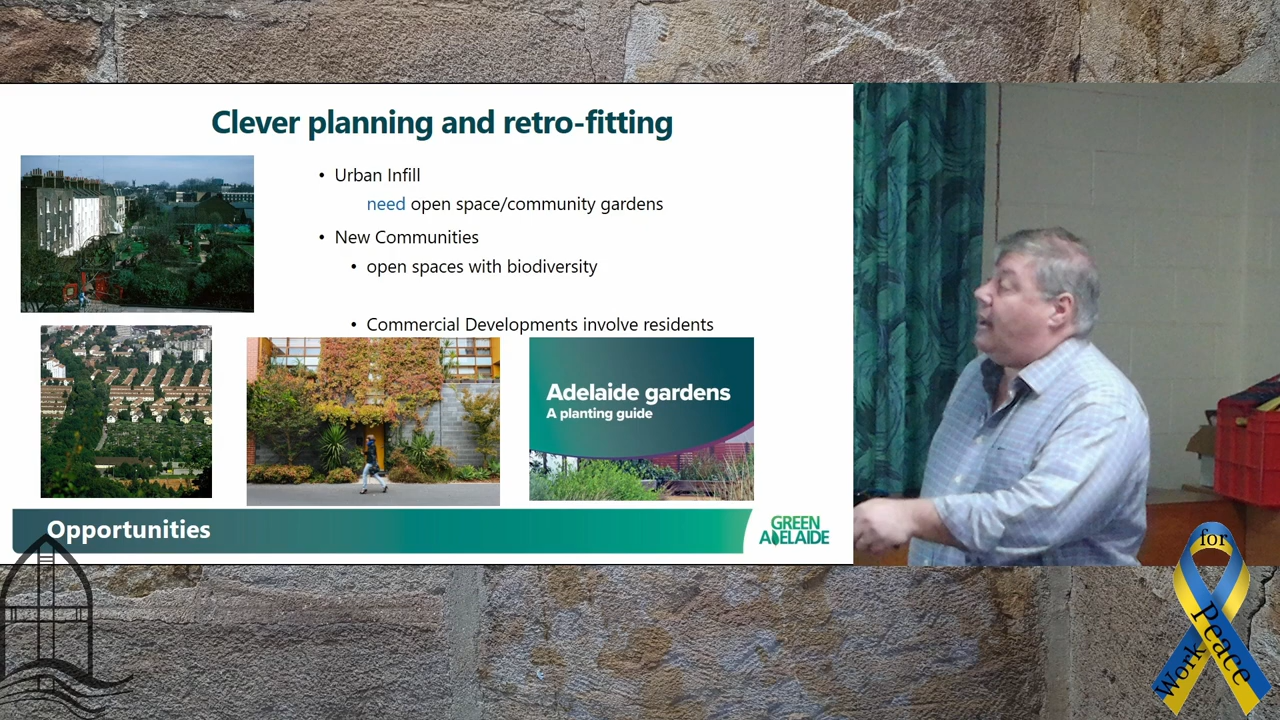 Clever planning and retro-fitting
• Urban Infill
need open space/community gardens
• New Communities
• open spaces with biodiversity
• Commercial Developments involve residents
Adelaide gardens
A planting guide
Opportunities
GREEN
ADELAIDE
for
Peace
Work